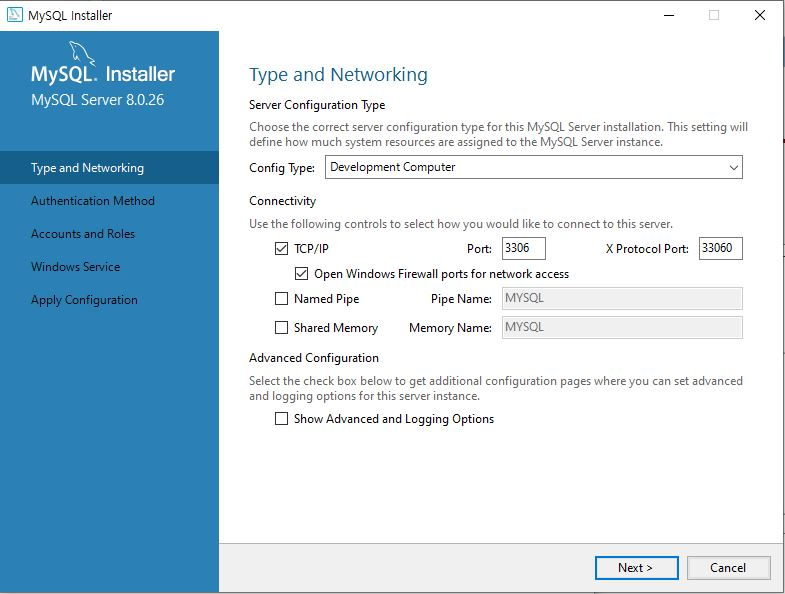 MySQL Installer
MySQL. Installer
MySQL Server 8.0.26
Type and Networking
Authentication Method
Accounts and Roles
Windows Service
Apply Configuration
Type and Networking
Server Configuration Type
Choose the correct server configuration type for this MySQL Server installation. This setting will
define how much system resources are assigned to the MySQL Server instance.
Config Type: Development Computer
Connectivity
Use the following controls to select how you would like to connect to this server.
TCP/IP Port: 3306 X Protocol Port: 33060
Open Windows Firewall ports for network access
Named Pipe Pipe Name: MYSQL
Shared Memory Memory Name: MYSQL
Advanced Configuration
Select the check box below to get additional configuration pages where you can set advanced
and logging options for this server instance.
Show Advanced and Logging Options
Next > Cancel